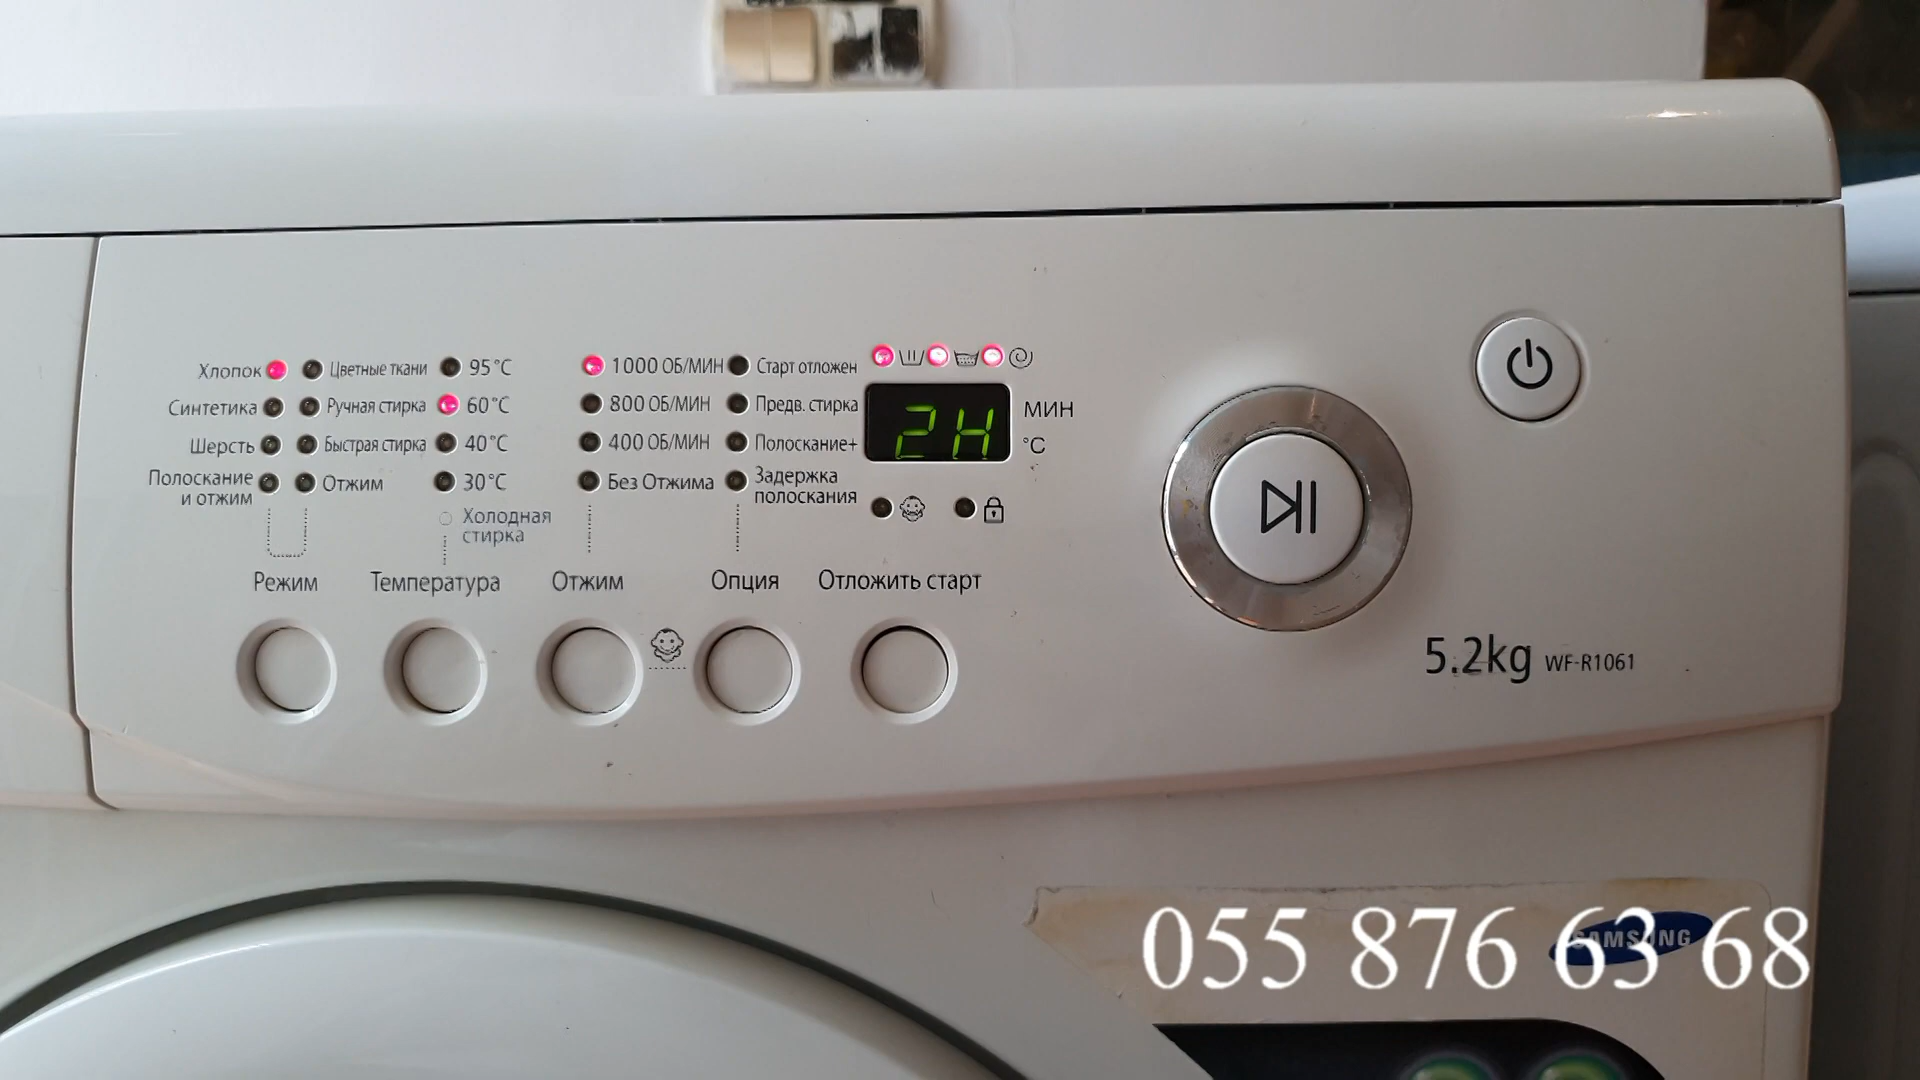 Хлопок
Цветные ткани
95°C
1000 ОБ/МИН
Старт отложен
Синтетика
Ручная стирка
60°C
800 ОБ/МИН
Предв. стирка
2H
МИН
Шерсть
Быстрая стирка
40°C
400 ОБ/МИН
Полоскание+
°C
Полоскание
и отжим
Отжим
30°C
Без Отжима
Задержка
полоскания
Холодная
стирка
Режим
Температура
Отжим
Опция
Отложить старт
5.2kg WF-R1061
SAMSUNG
055 876 63 68